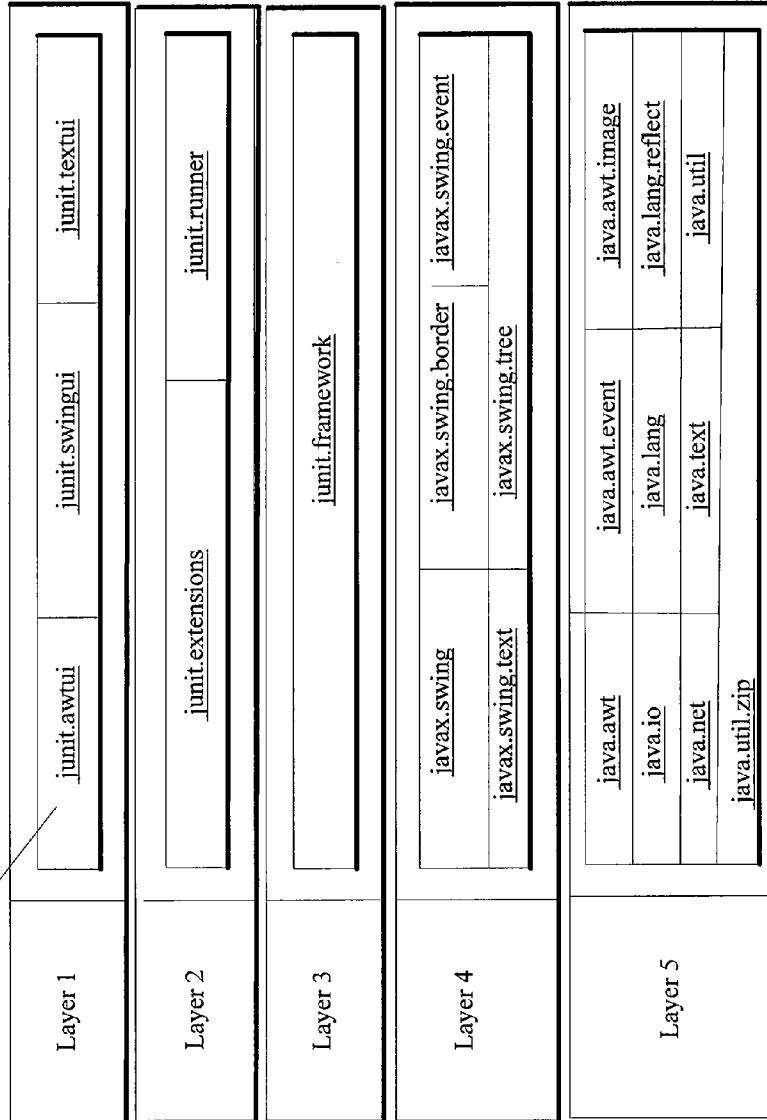 Layer 1
junit.awtui
junit.swingui
junit.textui
Layer 2
junit.extensions
junit.runner
Layer 3
junit.framework
Layer 4
javax.swing
javax.swing.border
javax.swing.event
javax.swing.text
javax.swing.tree
Layer 5
java.awt
java.awt.event
java.awt.image
java.io
java.lang
java.lang.reflect
java.net
java.text
java.util
java.util.zip